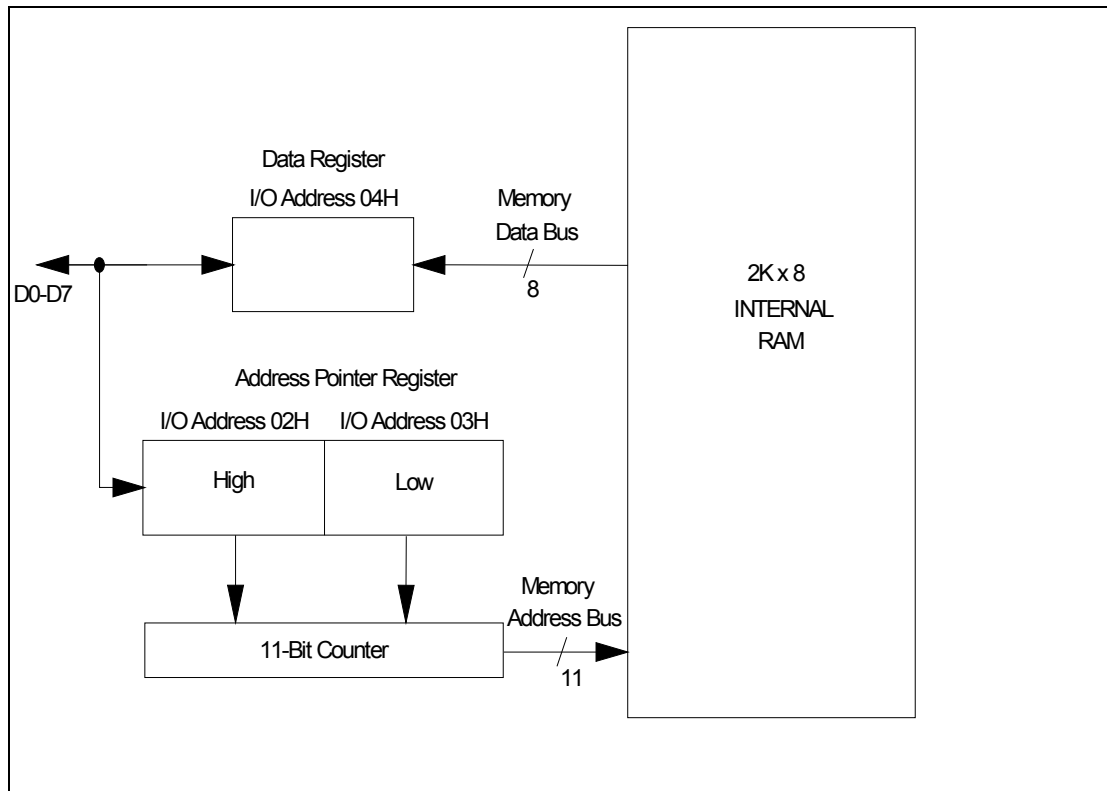 Data Register
I/O Address 04H
Memory
Data Bus
8
D0-D7
2K x 8
INTERNAL
RAM
Address Pointer Register
I/O Address 02H
I/O Address 03H
High
Low
Memory
Address Bus
11-Bit Counter
11